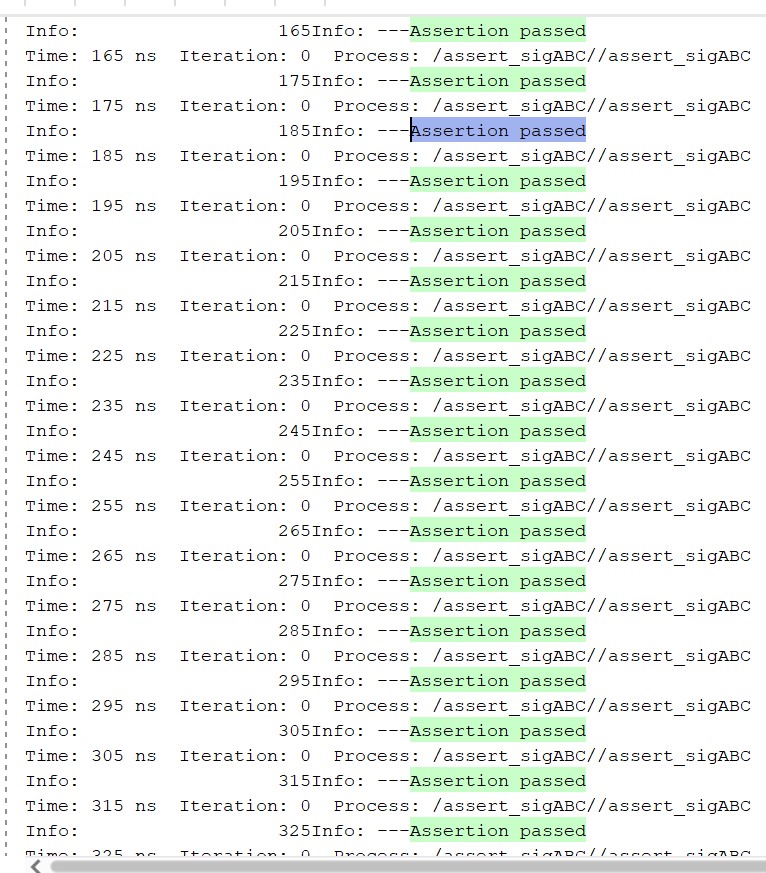 Info:                  165Info: ---Assertion passed
Time: 165 ns  Iteration: 0  Process: /assert_sigABC//assert_sigABC
Info:                  175Info: ---Assertion passed
Time: 175 ns  Iteration: 0  Process: /assert_sigABC//assert_sigABC
Info:                  185Info: ---Assertion passed
Time: 185 ns  Iteration: 0  Process: /assert_sigABC//assert_sigABC
Info:                  195Info: ---Assertion passed
Time: 195 ns  Iteration: 0  Process: /assert_sigABC//assert_sigABC
Info:                  205Info: ---Assertion passed
Time: 205 ns  Iteration: 0  Process: /assert_sigABC//assert_sigABC
Info:                  215Info: ---Assertion passed
Time: 215 ns  Iteration: 0  Process: /assert_sigABC//assert_sigABC
Info:                  225Info: ---Assertion passed
Time: 225 ns  Iteration: 0  Process: /assert_sigABC//assert_sigABC
Info:                  235Info: ---Assertion passed
Time: 235 ns  Iteration: 0  Process: /assert_sigABC//assert_sigABC
Info:                  245Info: ---Assertion passed
Time: 245 ns  Iteration: 0  Process: /assert_sigABC//assert_sigABC
Info:                  255Info: ---Assertion passed
Time: 255 ns  Iteration: 0  Process: /assert_sigABC//assert_sigABC
Info:                  265Info: ---Assertion passed
Time: 265 ns  Iteration: 0  Process: /assert_sigABC//assert_sigABC
Info:                  275Info: ---Assertion passed
Time: 275 ns  Iteration: 0  Process: /assert_sigABC//assert_sigABC
Info:                  285Info: ---Assertion passed
Time: 285 ns  Iteration: 0  Process: /assert_sigABC//assert_sigABC
Info:                  295Info: ---Assertion passed
Time: 295 ns  Iteration: 0  Process: /assert_sigABC//assert_sigABC
Info:                  305Info: ---Assertion passed
Time: 305 ns  Iteration: 0  Process: /assert_sigABC//assert_sigABC
Info:                  315Info: ---Assertion passed
Time: 315 ns  Iteration: 0  Process: /assert_sigABC//assert_sigABC
Info:                  325Info: ---Assertion passed
Time: 325 ns  Iteration: 0  Process: /assert_sigABC//assert_sigABC